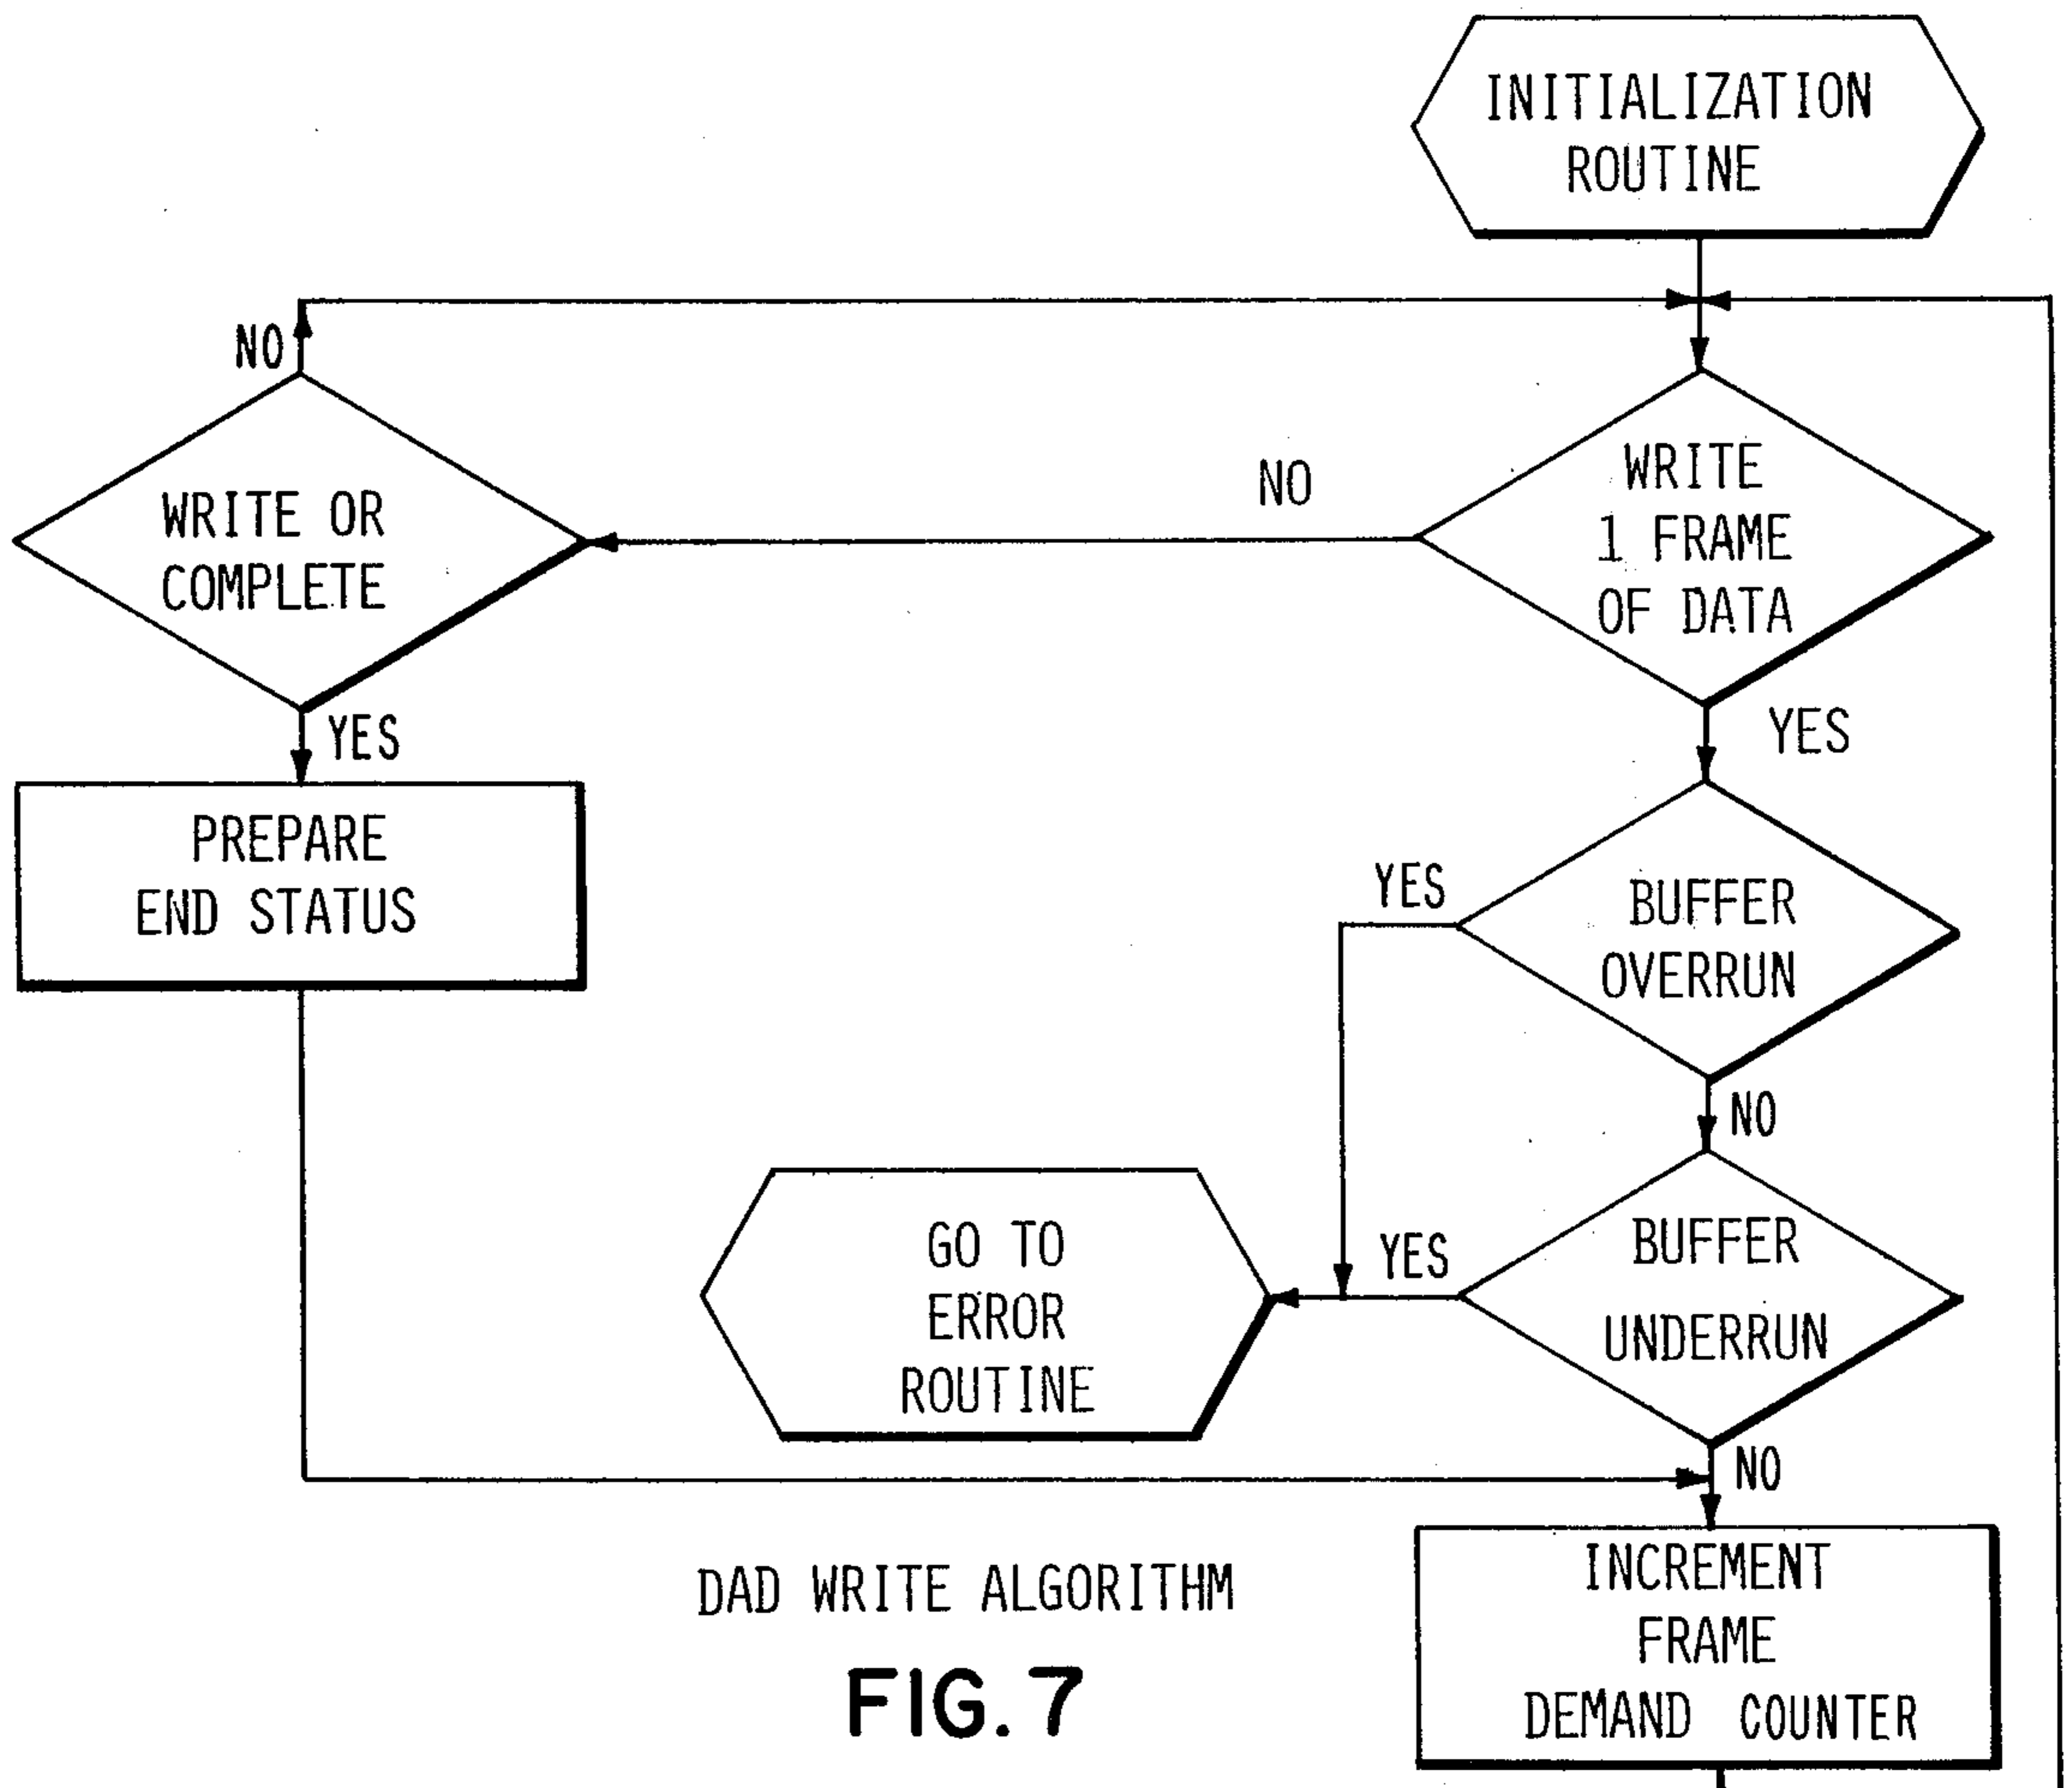 INITIALIZATION
ROUTINE
NO
WRITE OR
COMPLETE
NO
WRITE
1 FRAME
OF DATA
YES
YES
PREPARE
END STATUS
YES
BUFFER
OVERRUN
NO
GO TO
ERROR
ROUTINE
YES
BUFFER
UNDERRUN
NO
INCREMENT
FRAME
DEMAND COUNTER
DAD WRITE ALGORITHM
FIG. 7